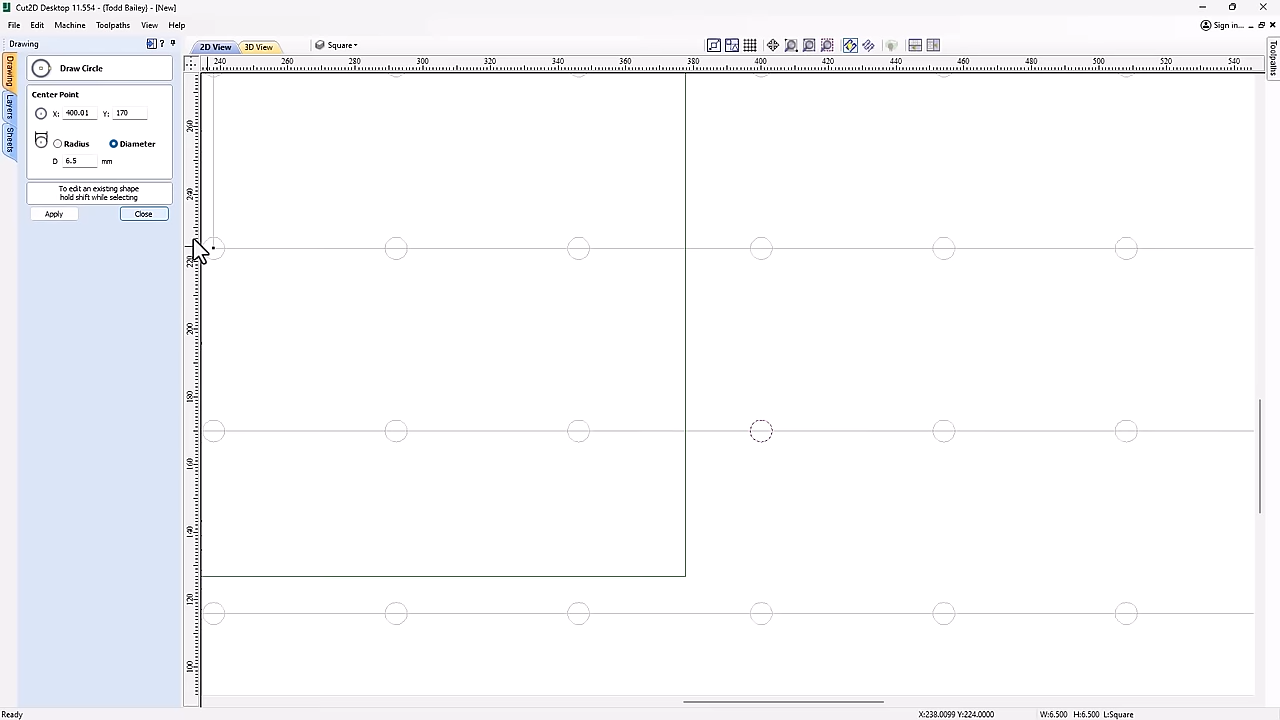 Cut2D Desktop 11.554 - {Todd Bailey} - [New]
File Edit Machine Toolpaths View Help
Sign in...
Drawing
2D View 3D View Square
Draw Circle
240 260 280 300 320 340 360 380 400 420 440 460 480 500 520 540
Center Point
X: 400.01 Y: 170
Radius Diameter
D 6.5 mm
To edit an existing shape
hold shift while selecting
Apply Close
Drawing
Layers
Sheets
Toolpaths
260
240
220
200
180
160
140
120
100
Ready
X:238.0099 Y:224.0000
W:6.500 H:6.500 L:Square